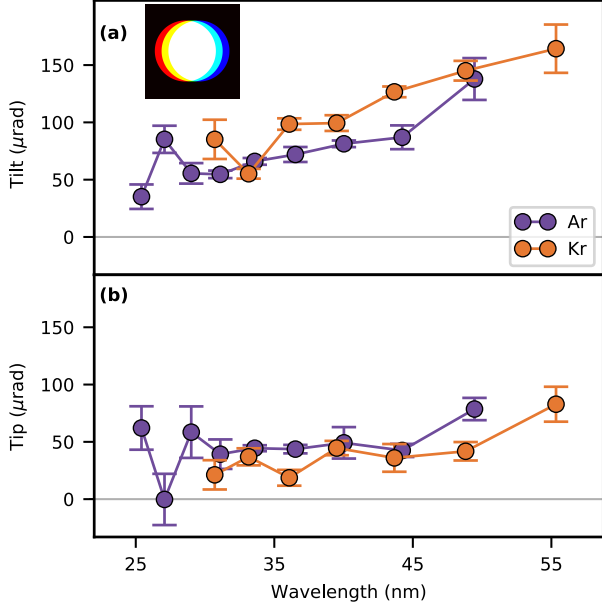 (a)
Tilt (μrad)
150
100
50
0
Ar
Kr
(b)
Tip (μrad)
150
100
50
0
25
35
45
55
Wavelength (nm)